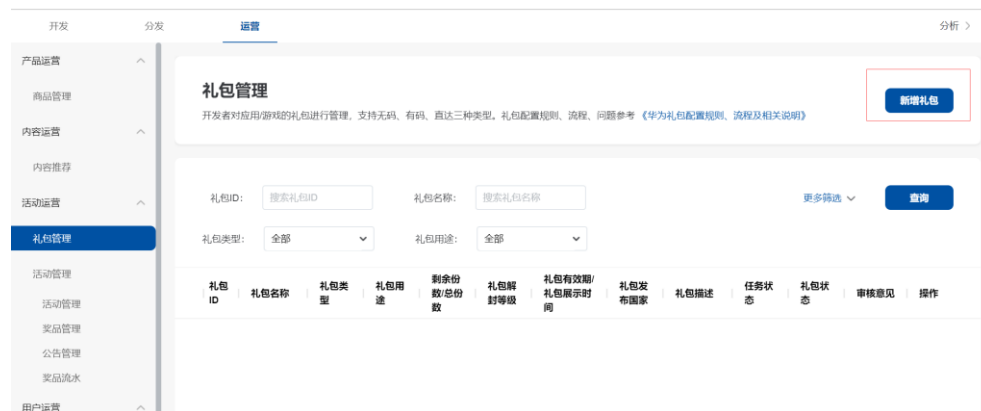 开发 分发 运营 分析
产品运营
商品管理
内容运营
内容推荐
活动运营
礼包管理
活动管理
活动管理
奖品管理
公告管理
奖品流水
用户运营
礼包管理
新增礼包
开发者对应用/游戏的礼包进行管理，支持无码、有码、直达三种类型。礼包配置规则、流程、问题参考 《华为礼包配置规则、流程及相关说明》
礼包ID: 搜索礼包ID 礼包名称: 搜索礼包名称 更多筛选 查询
礼包类型: 全部 礼包用途: 全部
礼包ID 礼包名称 礼包类型 礼包用途 剩余份数/总份数 礼包解封等级 礼包有效期/礼包展示时间 礼包发布国家 礼包描述 任务状态 礼包状态 审核意见 操作